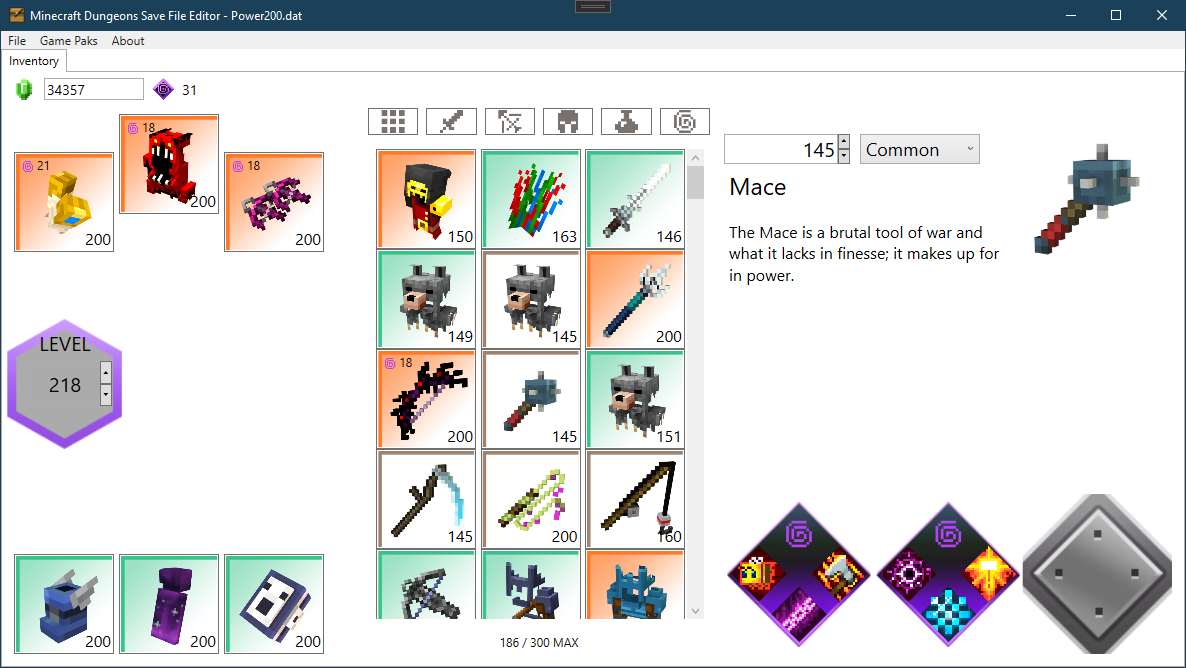 Minecraft Dungeons Save File Editor - Power200.dat
File Game Paks About
Inventory
34357 31
21 200
18 200
18 200
LEVEL
218
200 200 200
150 163 146
149 145 200
18 200 145 151
145 200 160
186 / 300 MAX
145 Common
Mace
The Mace is a brutal tool of war and
what it lacks in finesse; it makes up for
in power.